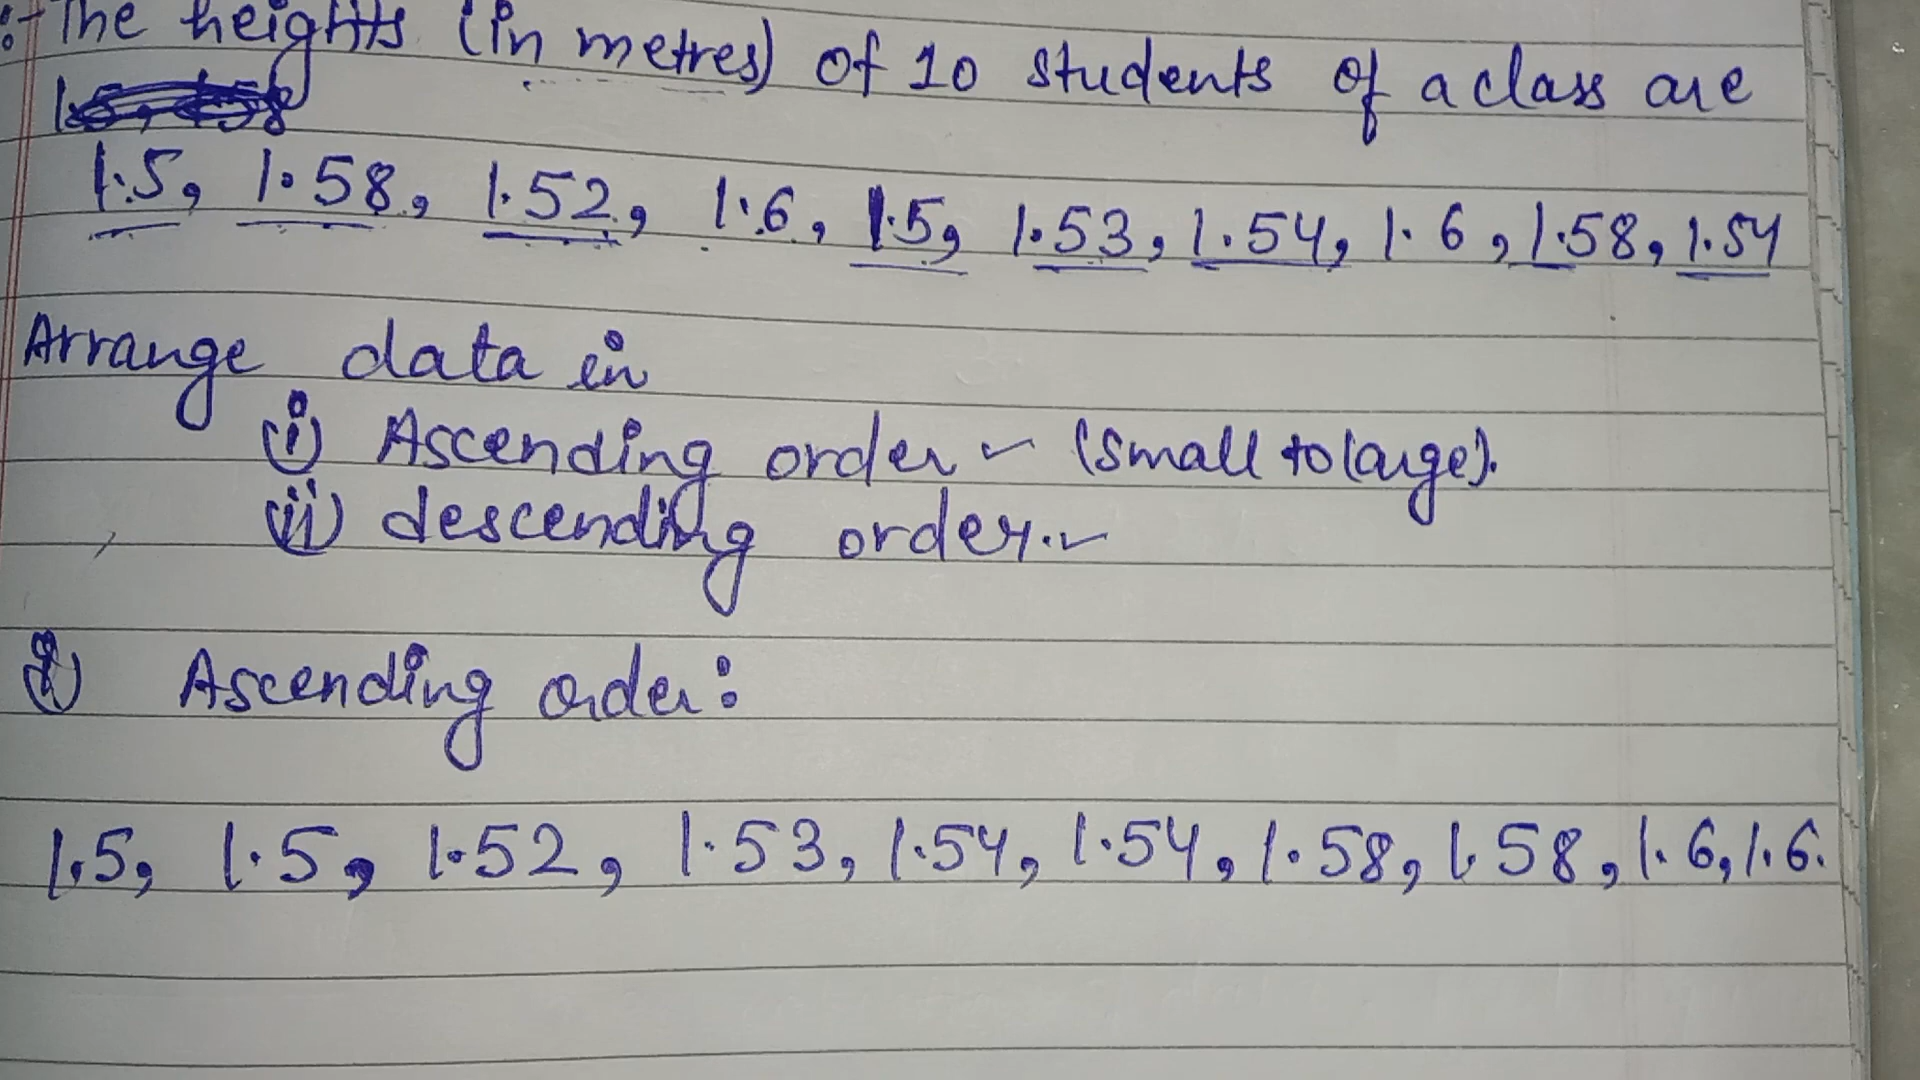 :- The heights (in metres) of 10 students of a class are
1.5, 1.58, 1.52, 1.6, 1.5, 1.53, 1.54, 1.6, 1.58, 1.54
Arrange data in
(i) Ascending order - (small to large).
(ii) descending order.
(i) Ascending order:
1.5, 1.5, 1.52, 1.53, 1.54, 1.54, 1.58, 1.58, 1.6, 1.6.